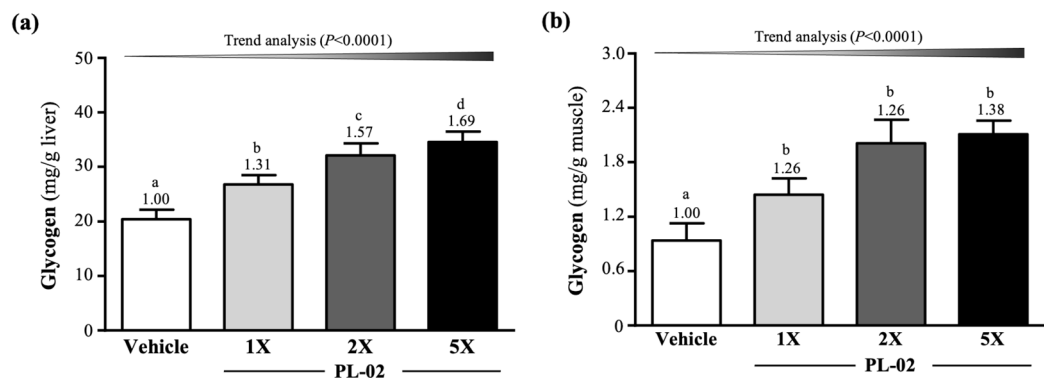 (a)
Trend analysis (P<0.0001)
50
40
30
20
10
0
Glycogen (mg/g liver)
a
1.00
b
1.31
c
1.57
d
1.69
Vehicle
1X
2X
5X
PL-02
(b)
Trend analysis (P<0.0001)
3.0
2.4
1.8
1.2
0.6
0
Glycogen (mg/g muscle)
a
1.00
b
1.26
b
1.26
b
1.38
Vehicle
1X
2X
5X
PL-02